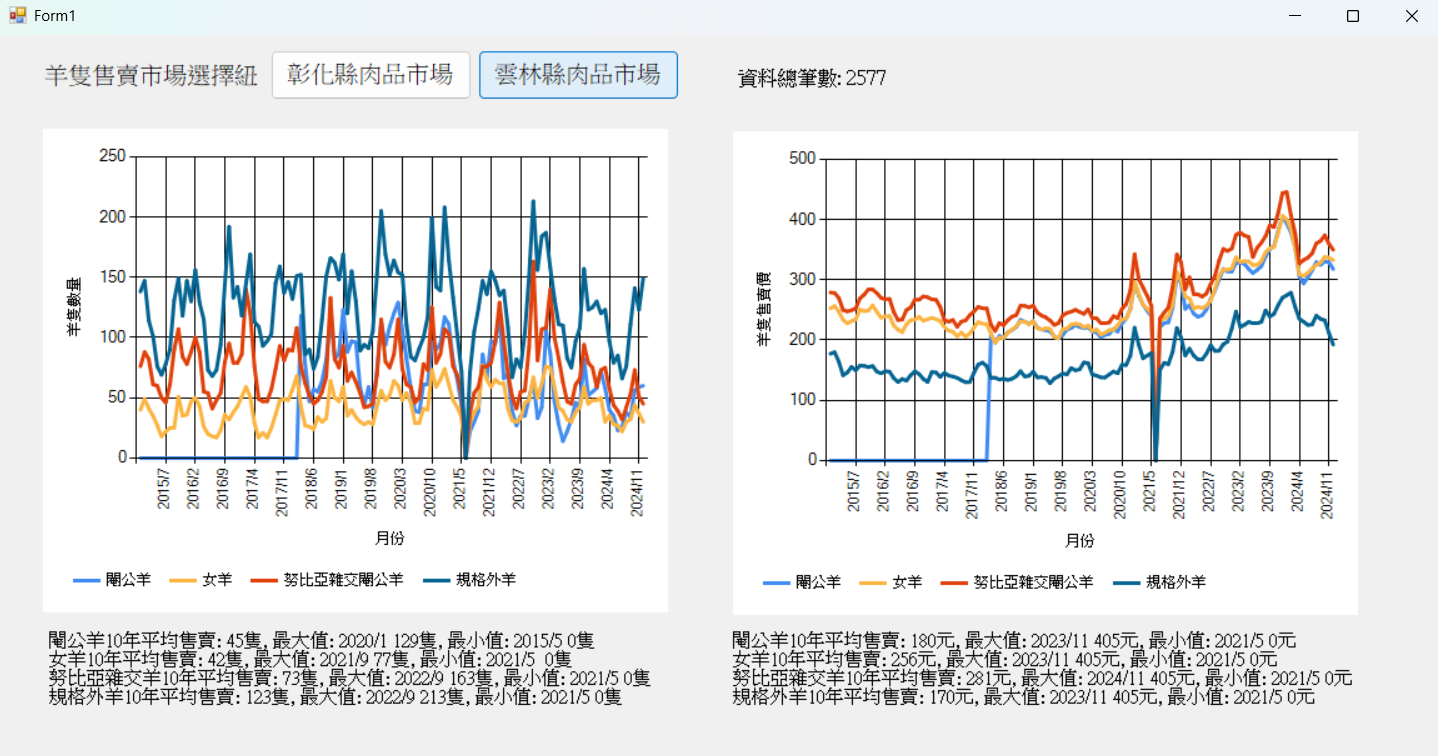 Form1
羊隻售賣市場選擇紐 彰化縣肉品市場 雲林縣肉品市場 資料總筆數: 2577
250
200
150
100
50
0
羊隻數量
2015/7 2016/2 2016/9 2017/4 2017/11 2018/6 2019/1 2019/8 2020/3 2020/10 2021/5 2021/12 2022/7 2023/2 2023/9 2024/4 2024/11
月份
閹公羊 女羊 努比亞雜交閹公羊 規格外羊
500
400
300
200
100
0
羊隻售賣價
2015/7 2016/2 2016/9 2017/4 2017/11 2018/6 2019/1 2019/8 2020/3 2020/10 2021/5 2021/12 2022/7 2023/2 2023/9 2024/4 2024/11
月份
閹公羊 女羊 努比亞雜交閹公羊 規格外羊
閹公羊10年平均售賣: 45隻, 最大值: 2020/1 129隻, 最小值: 2015/5 0隻
女羊10年平均售賣: 42隻, 最大值: 2021/9 77隻, 最小值: 2021/5  0隻
努比亞雜交羊10年平均售賣: 73隻, 最大值: 2022/9 163隻, 最小值: 2021/5 0隻
規格外羊10年平均售賣: 123隻, 最大值: 2022/9 213隻, 最小值: 2021/5 0隻
閹公羊10年平均售賣: 180元, 最大值: 2023/11 405元, 最小值: 2021/5 0元
女羊10年平均售賣: 256元, 最大值: 2023/11 405元, 最小值: 2021/5 0元
努比亞雜交羊10年平均售賣: 281元, 最大值: 2024/11 405元, 最小值: 2021/5 0元
規格外羊10年平均售賣: 170元, 最大值: 2023/11 405元, 最小值: 2021/5 0元